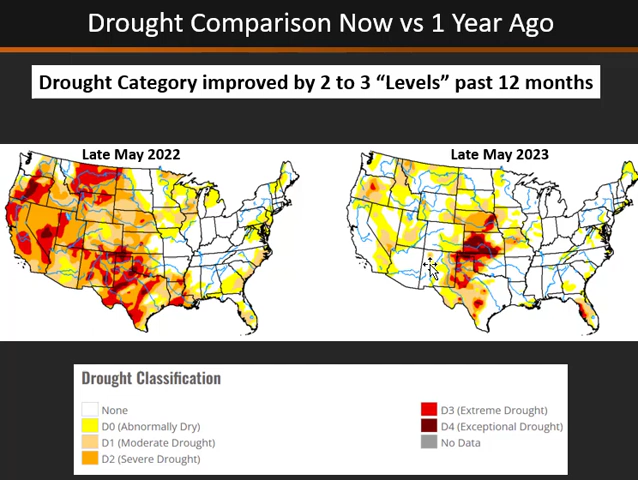 Drought Comparison Now vs 1 Year Ago
Drought Category improved by 2 to 3 “Levels” past 12 months
Late May 2022
Late May 2023
Drought Classification
None
D0 (Abnormally Dry)
D1 (Moderate Drought)
D2 (Severe Drought)
D3 (Extreme Drought)
D4 (Exceptional Drought)
No Data